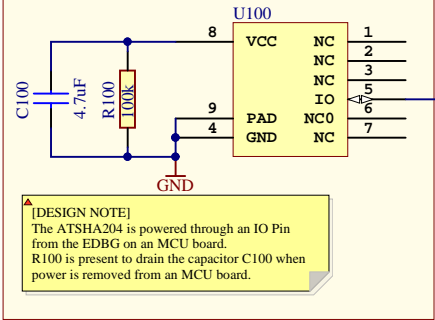 U100
8 VCC NC 1
NC 2
NC 3
IO 5
9 PAD NC0 6
4 GND NC 7
C100
4.7uF
R100
100k
GND
[DESIGN NOTE]
The ATSHA204 is powered through an IO Pin
from the EDBG on an MCU board.
R100 is present to drain the capacitor C100 when
power is removed from an MCU board.